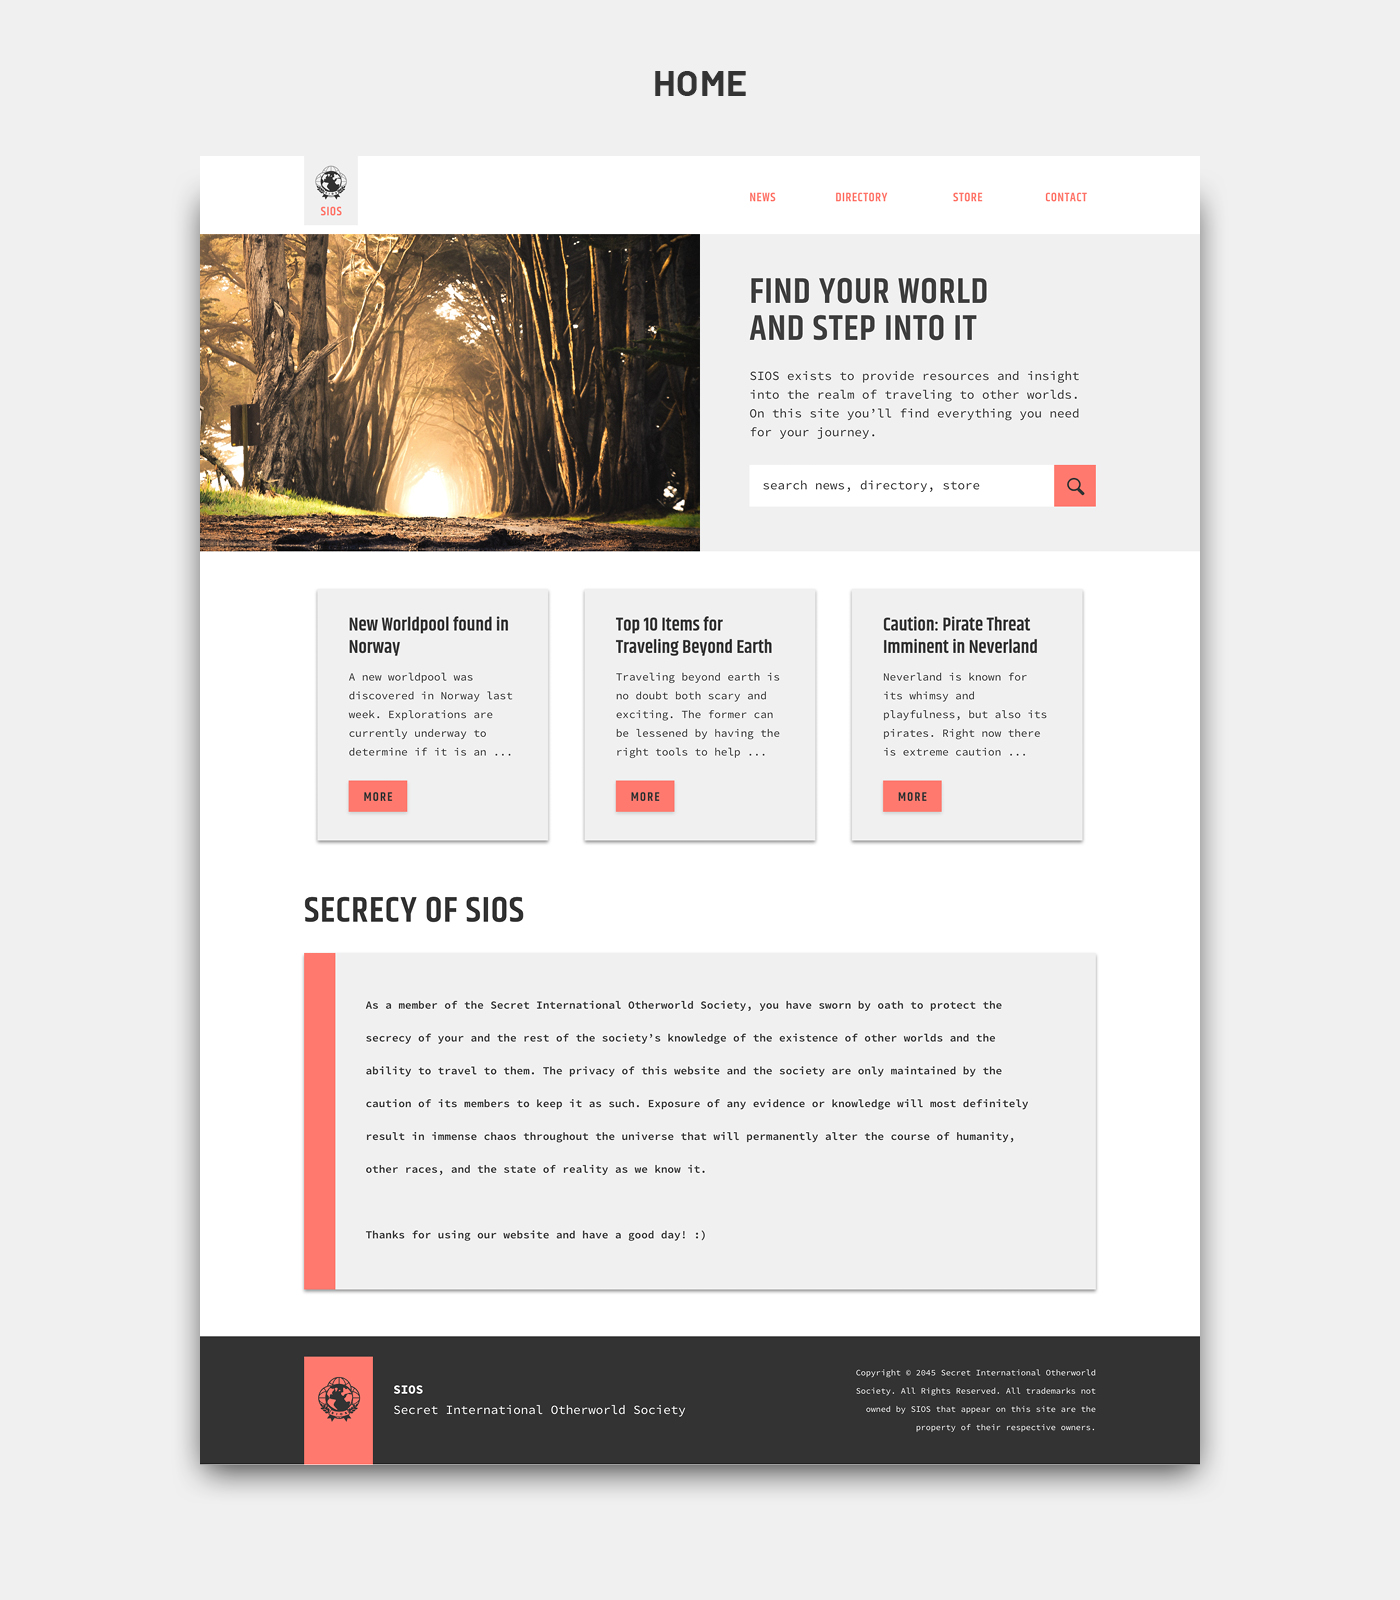 HOME
SIOS
NEWS DIRECTORY STORE CONTACT
FIND YOUR WORLD
AND STEP INTO IT
SIOS exists to provide resources and insight
into the realm of traveling to other worlds.
On this site you’ll find everything you need
for your journey.
search news, directory, store
New Worldpool found in
Norway
A new worldpool was
discovered in Norway last
week. Explorations are
currently underway to
determine if it is an ...
MORE
Top 10 Items for
Traveling Beyond Earth
Traveling beyond earth is
no doubt both scary and
exciting. The former can
be lessened by having the
right tools to help ...
MORE
Caution: Pirate Threat
Imminent in Neverland
Neverland is known for
its whimsy and
playfulness, but also its
pirates. Right now there
is extreme caution ...
MORE
SECRECY OF SIOS
As a member of the Secret International Otherworld Society, you have sworn by oath to protect the
secrecy of your and the rest of the society’s knowledge of the existence of other worlds and the
ability to travel to them. The privacy of this website and the society are only maintained by the
caution of its members to keep it as such. Exposure of any evidence or knowledge will most definitely
result in immense chaos throughout the universe that will permanently alter the course of humanity,
other races, and the state of reality as we know it.
Thanks for using our website and have a good day! :)
SIOS
Secret International Otherworld Society
Copyright © 2045 Secret International Otherworld
Society. All Rights Reserved. All trademarks not
owned by SIOS that appear on this site are the
property of their respective owners.